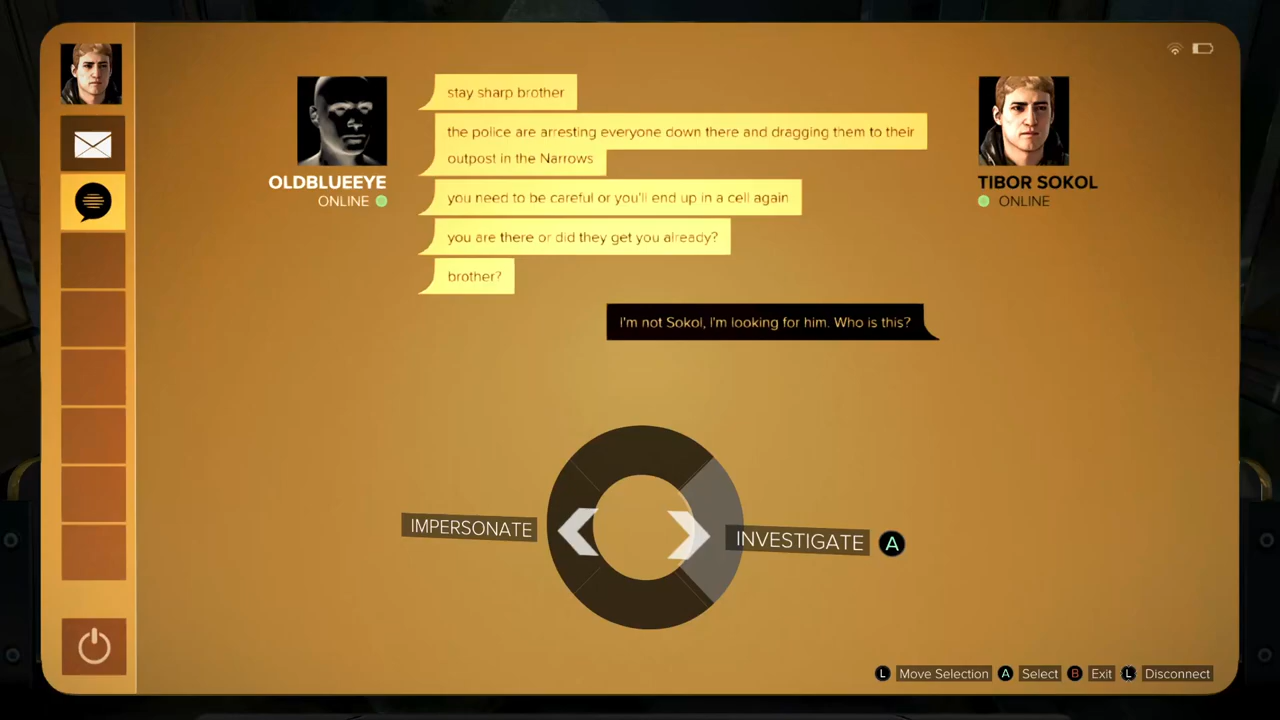 stay sharp brother
the police are arresting everyone down there and dragging them to their
outpost in the Narrows
OLDBLUEEYE
ONLINE
TIBOR SOKOL
ONLINE
you need to be careful or you'll end up in a cell again
you are there or did they get you already?
brother?
I'm not Sokol, I'm looking for him. Who is this?
IMPERSONATE
INVESTIGATE A
L Move Selection A Select B Exit L Disconnect